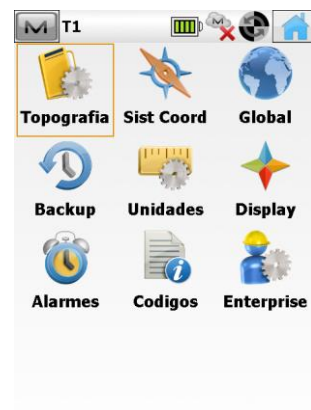 M T1
Topografia Sist Coord Global
Backup Unidades Display
Alarmes Codigos Enterprise